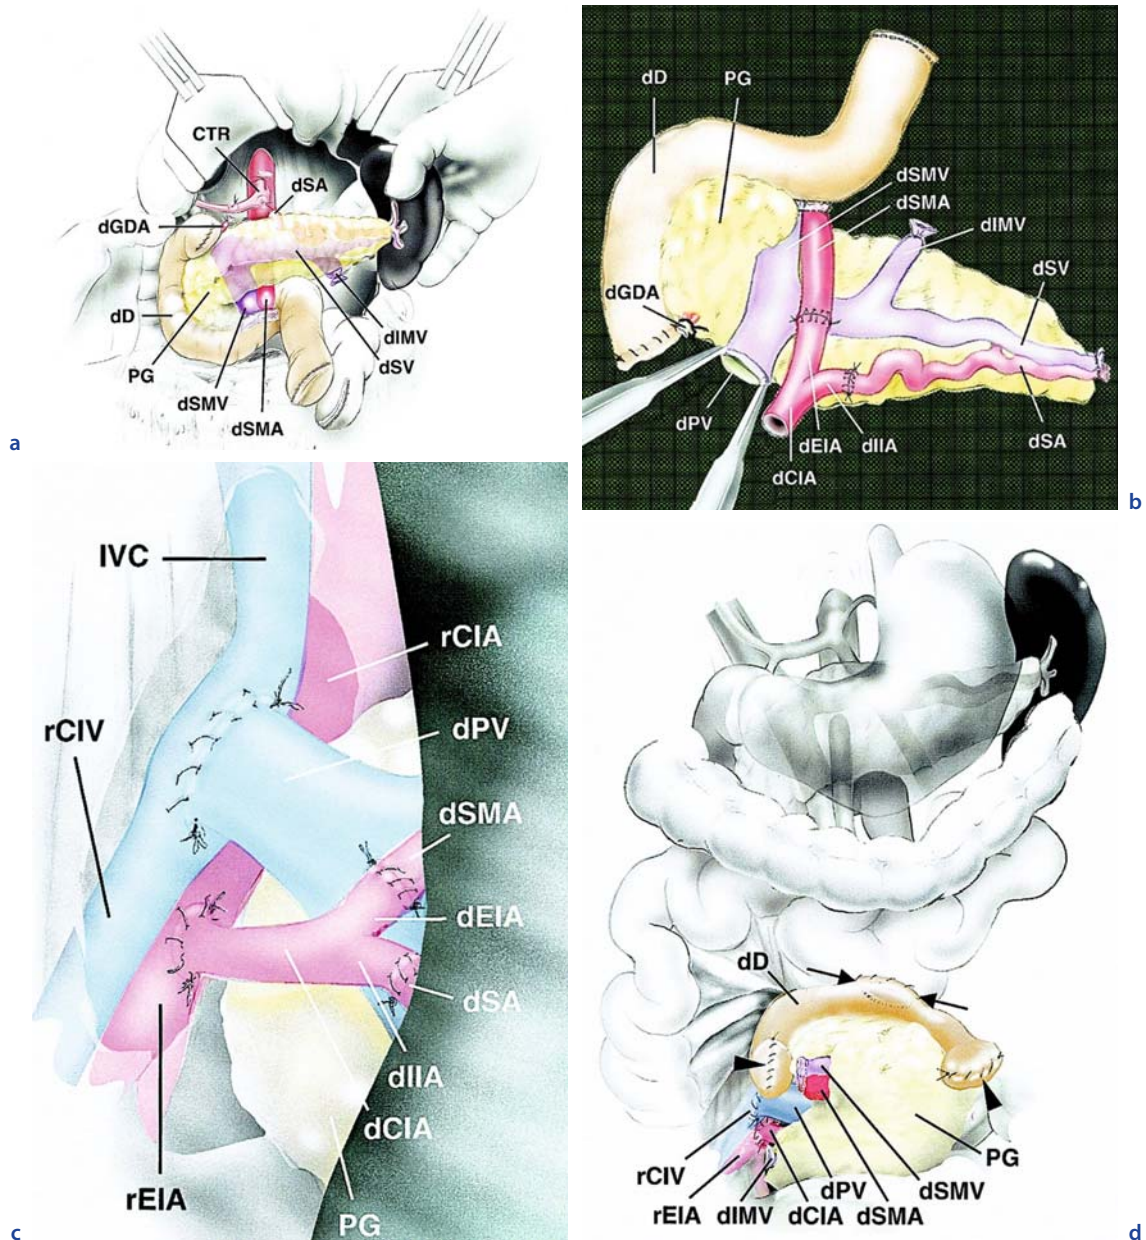 CTR
dSA
dGDA
dD
PG
dSMV
dSMA
dIMV
dSV
a
dD
PG
dSMV
dSMA
dIMV
dSV
dGDA
dPV
dEIA
dIIA
dCIA
dSA
b
IVC
rCIA
rCIV
dPV
dSMA
dEIA
dSA
dIIA
dCIA
rEIA
PG
c
dD
rCIV
rEIA
dIMV
dCIA
dPV
dSMA
dSMV
PG
d